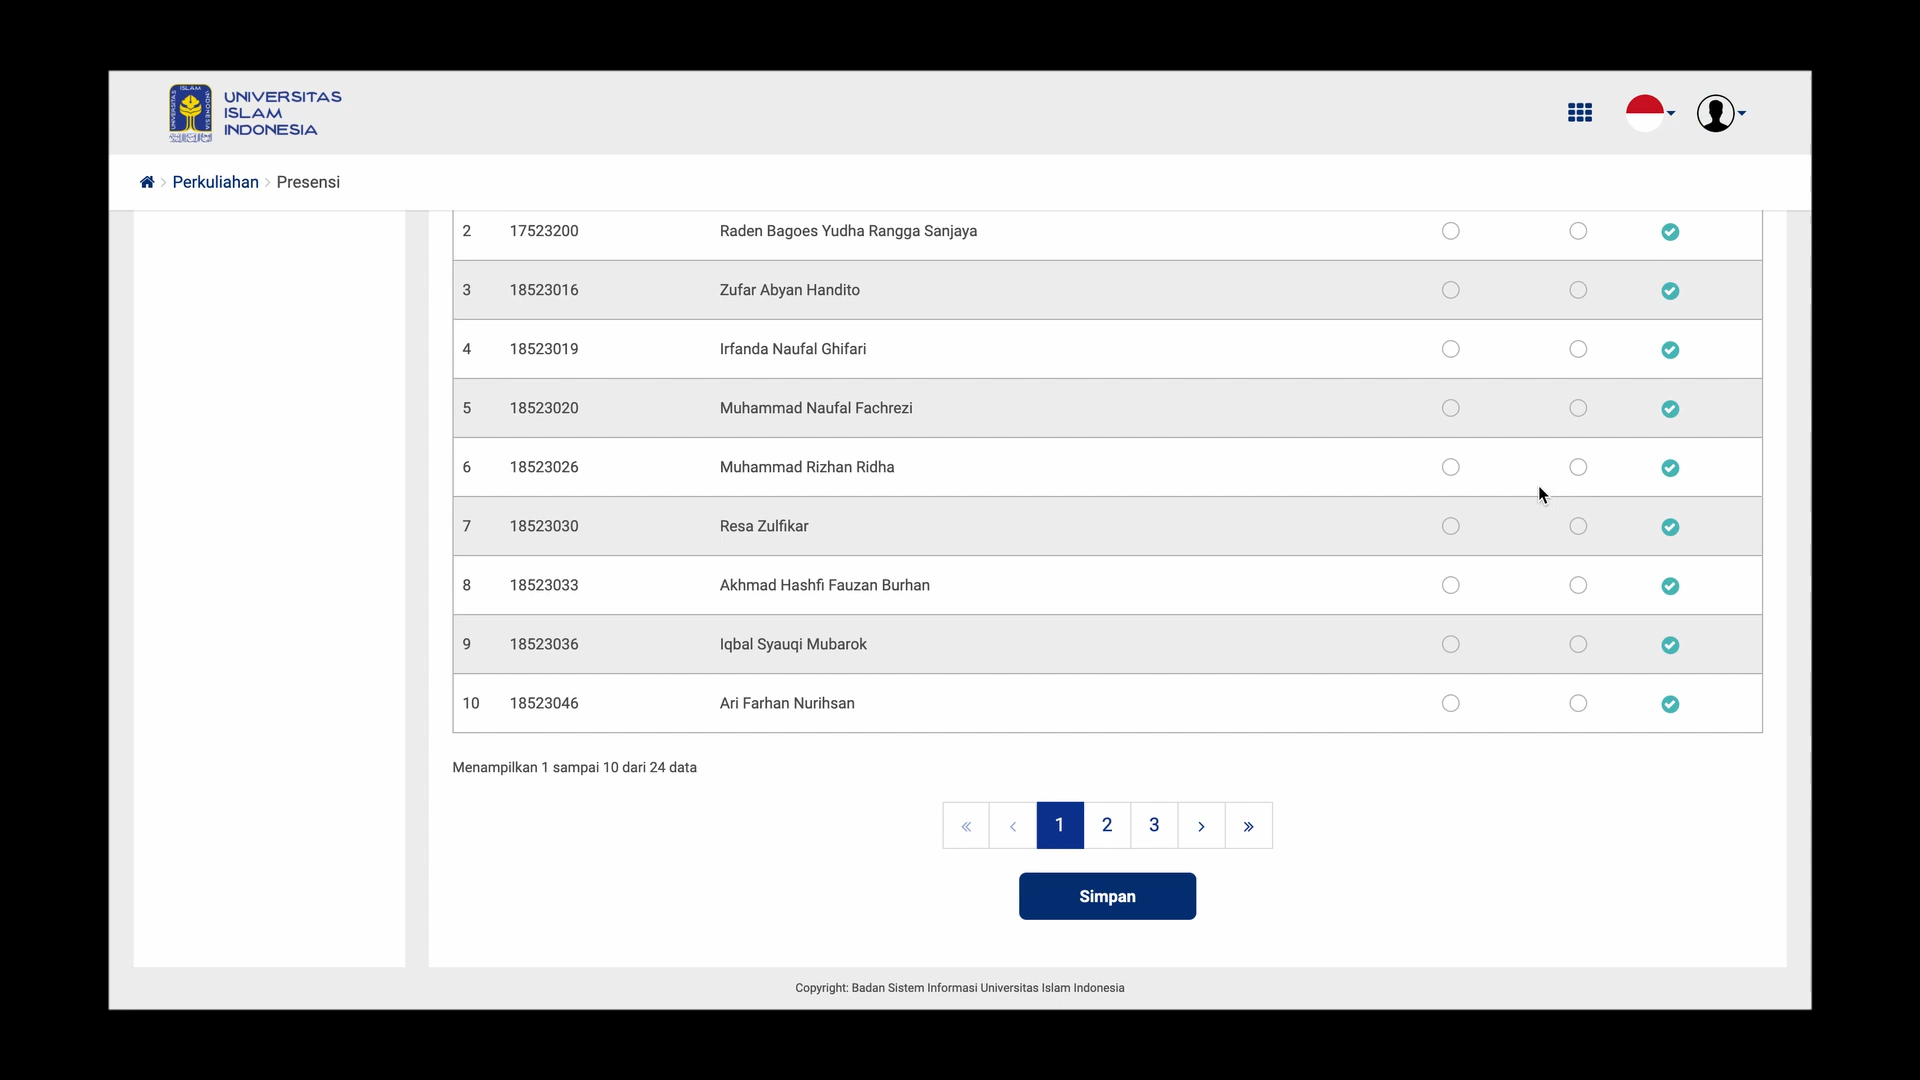 UNIVERSITAS
ISLAM
INDONESIA
Perkuliahan > Presensi
2 17523200 Raden Bagoes Yudha Rangga Sanjaya
3 18523016 Zufar Abyan Handito
4 18523019 Irfanda Naufal Ghifari
5 18523020 Muhammad Naufal Fachrezi
6 18523026 Muhammad Rizhan Ridha
7 18523030 Resa Zulfikar
8 18523033 Akhmad Hashfi Fauzan Burhan
9 18523036 Iqbal Syauqi Mubarok
10 18523046 Ari Farhan Nurihsan
Menampilkan 1 sampai 10 dari 24 data
« ‹ 1 2 3 › »
Simpan
Copyright: Badan Sistem Informasi Universitas Islam Indonesia